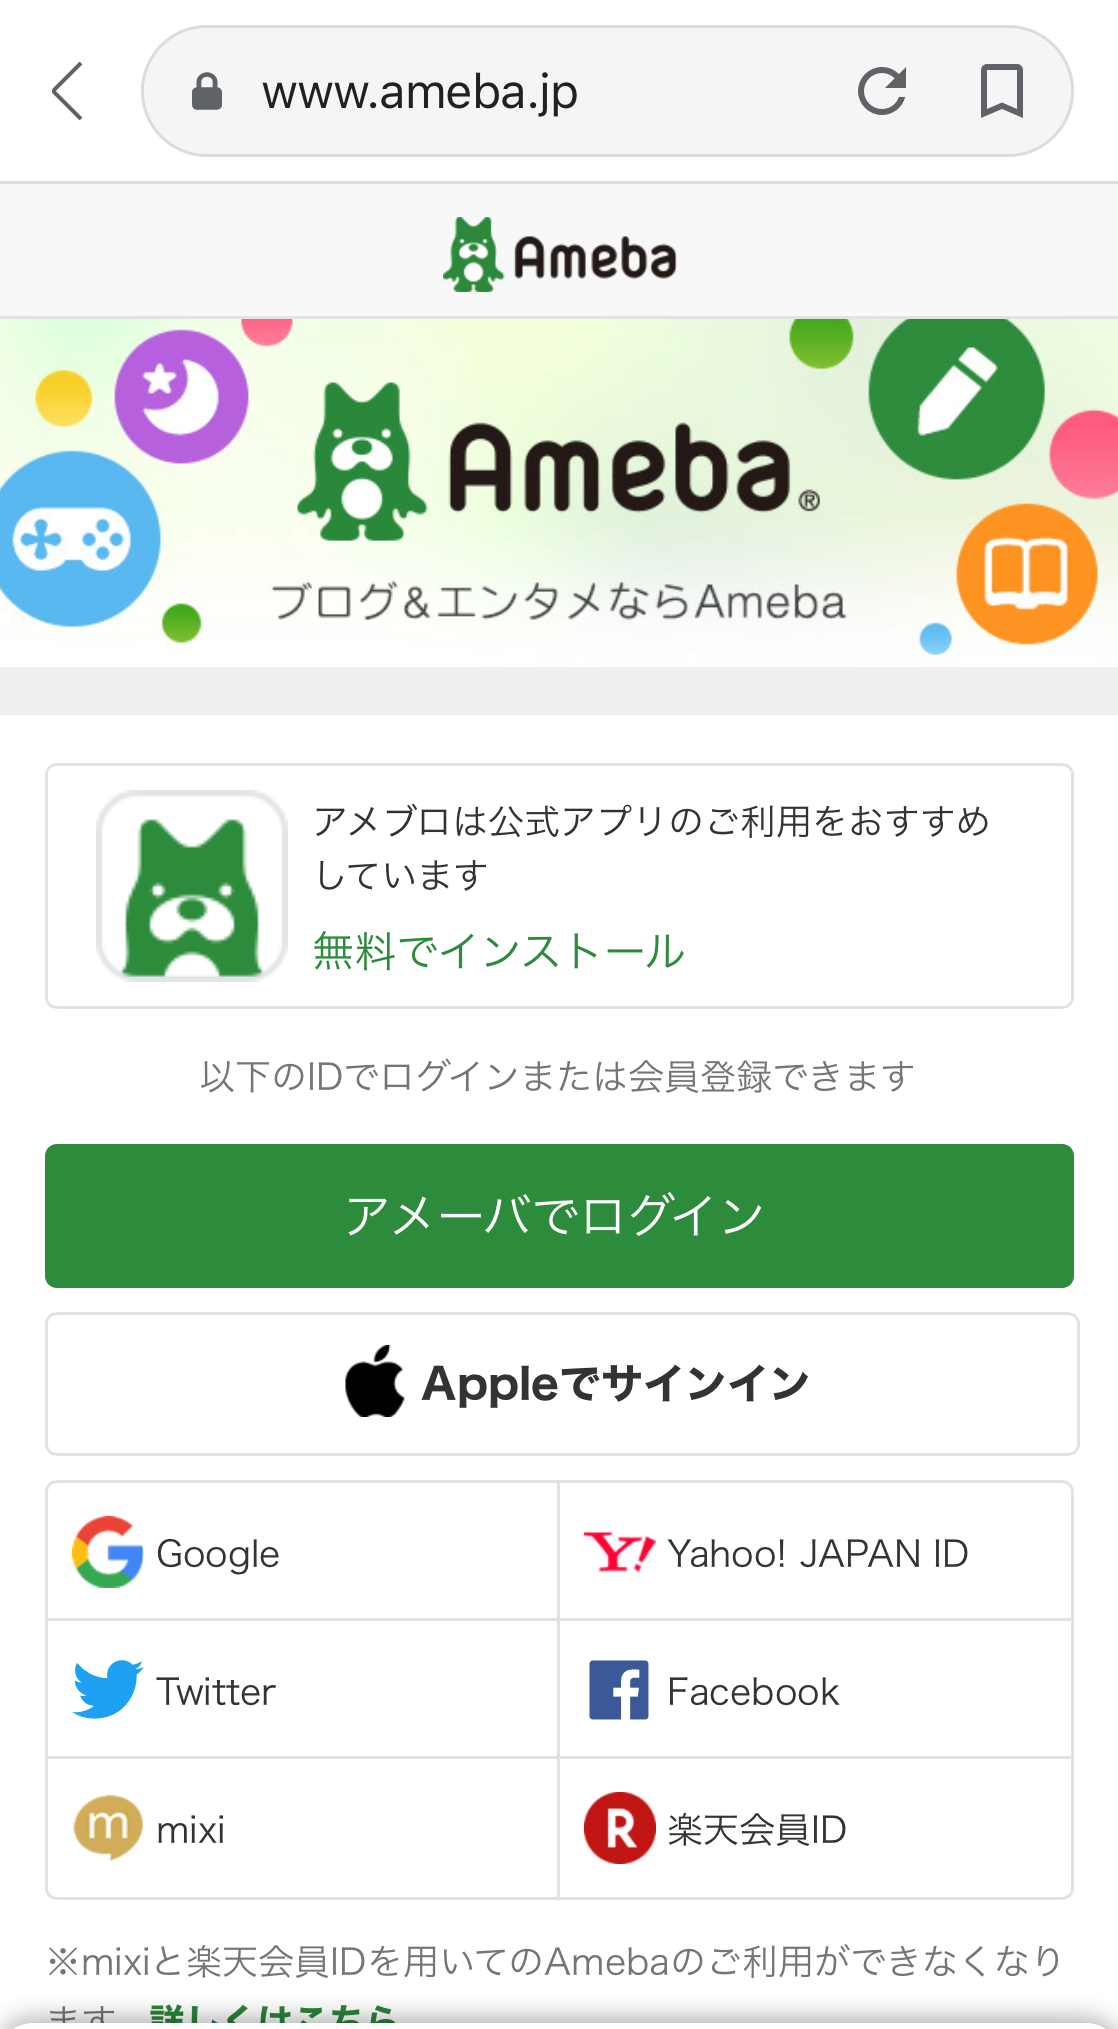 www.ameba.jp
Ameba
Ameba®
ブログ&エンタメならAmeba
アメブロは公式アプリのご利用をおすすめ
しています
無料でインストール
以下のIDでログインまたは会員登録できます
アメーバでログイン
Appleでサインイン
Google
Yahoo! JAPAN ID
Twitter
Facebook
mixi
楽天会員ID
※mixiと楽天会員IDを用いてのAmebaのご利用ができなくなり
ます。詳しくはこちら